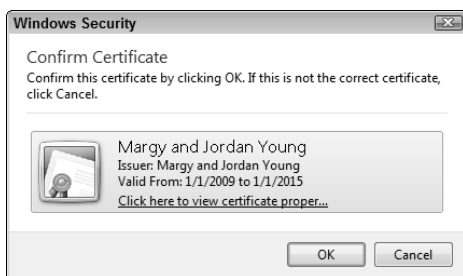 Windows Security
Confirm Certificate
Confirm this certificate by clicking OK. If this is not the correct certificate,
click Cancel.
Margy and Jordan Young
Issuer: Margy and Jordan Young
Valid From: 1/1/2009 to 1/1/2015
Click here to view certificate proper...
OK Cancel